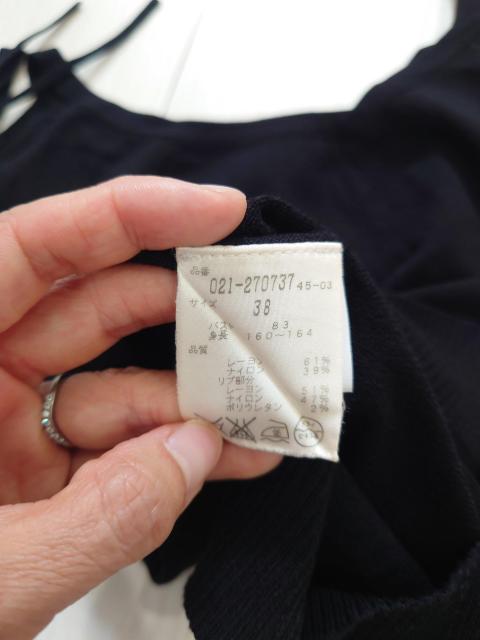 品番
021-270737 45-03
サイズ
38
バスト 83
身長 160〜164
品質
レーヨン 61%
ナイロン 39%
リブ部分
レーヨン 51%
ナイロン 47%
ポリウレタン 2%